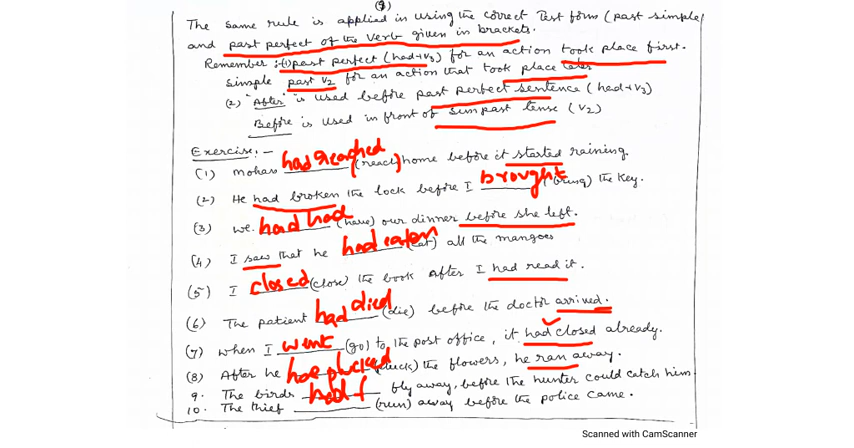 (9)
The same rule is applied in using the correct Test form (past simple
and past perfect of the verb given in brackets.
Remember :-(1) past perfect (had+V3) for an action took place first.
Simple past V2 for an action that took place later
(2) "After" is used before past perfect sentence (had+V3)
Before is used in front of sim past tense (V2)
Exercise:-
(1) Mohan had reached (reach) home before it started raining.
(2) He had broken the lock before I brought (bring) the key.
(3) we had had (have) our dinner before she left.
(4) I saw that he had eaten (eat) all the mangoes
(5) I closed (close) the book after I had read it.
(6) The patient had died (die) before the doctor arrived.
(7) when I went (go) to the post office, it had closed already.
(8) After he plucked (pluck) the flowers, he ran away.
9. The birds had f fly away, before the hunter could catch him
10. The thief ______ (run) away before the police came.
Scanned with CamScanner